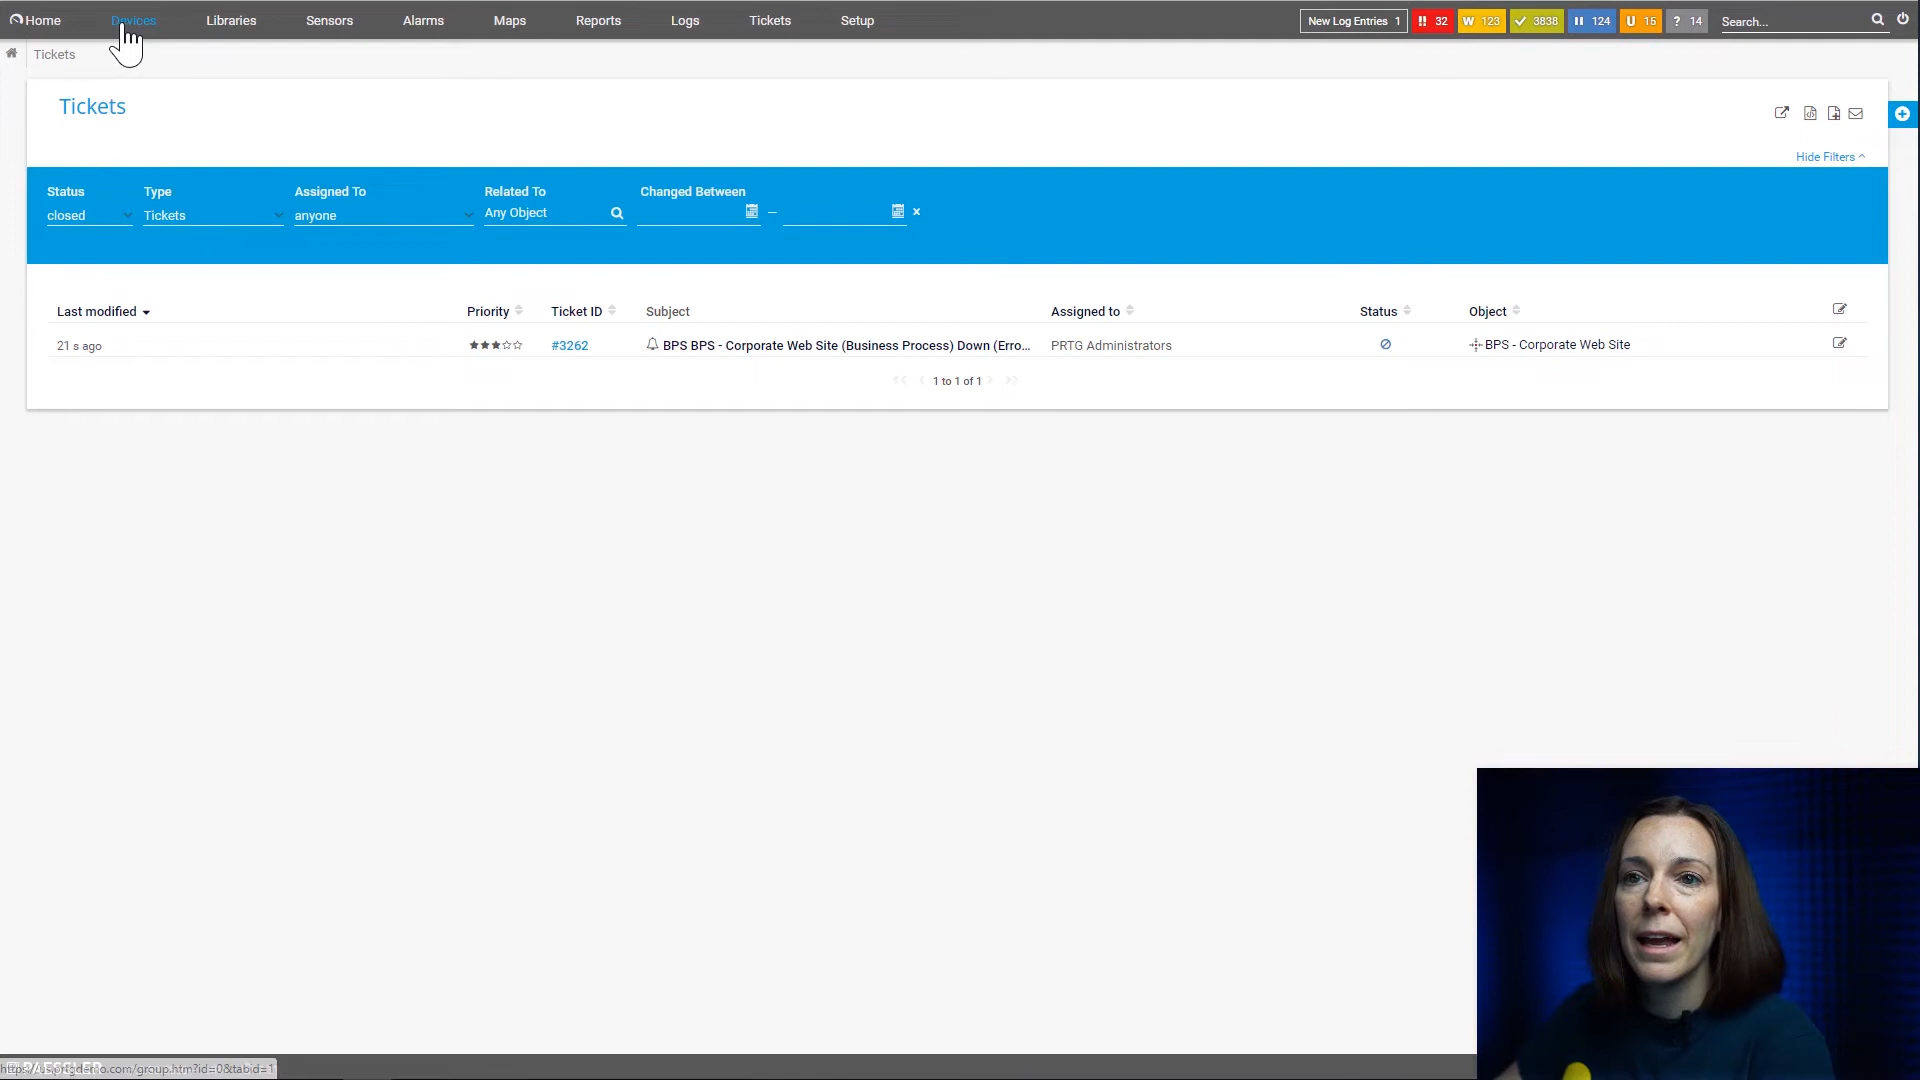 Home Devices Libraries Sensors Alarms Maps Reports Logs Tickets Setup New Log Entries 1 !! 32 W 123 3838 124 U 15 ? 14 Search...
Tickets
Tickets
Hide Filters
Status Type Assigned To Related To Changed Between
closed Tickets anyone Any Object – x
Last modified Priority Ticket ID Subject Assigned to Status Object
21 s ago #3262 BPS BPS - Corporate Web Site (Business Process) Down (Erro... PRTG Administrators BPS - Corporate Web Site
<< < 1 to 1 of 1 > >>
PAESSLER